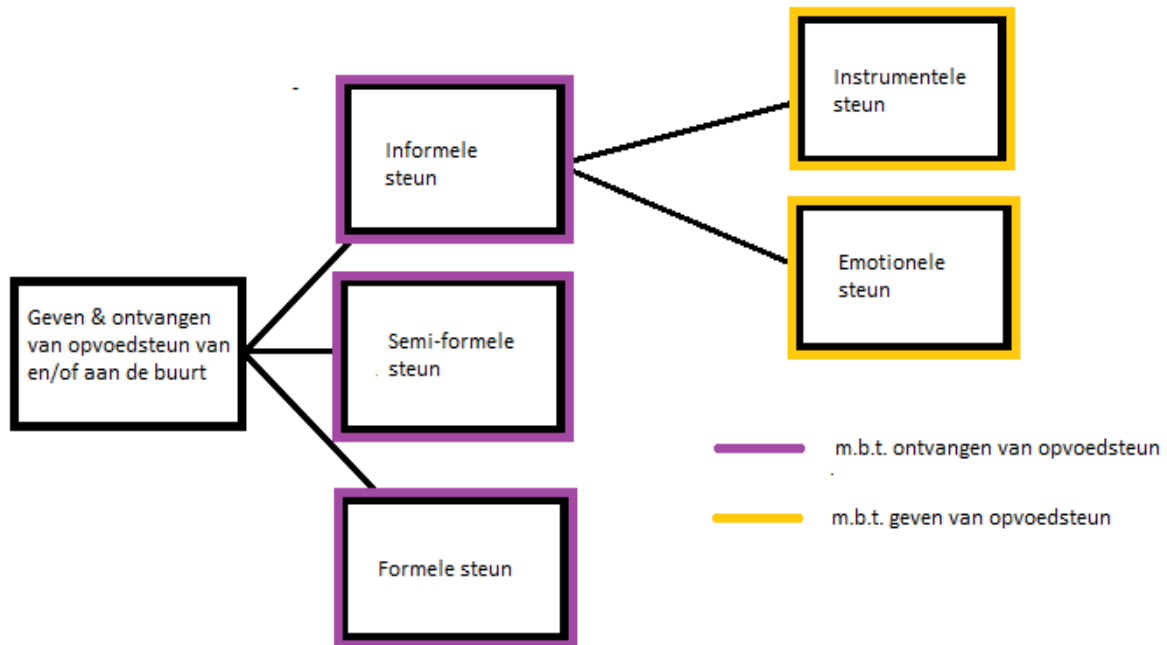 Instrumentele
steun
Informele
steun
Emotionele
steun
Geven & ontvangen
van opvoedsteun van
en/of aan de buurt
Semi-formele
steun
Formele steun
m.b.t. ontvangen van opvoedsteun
m.b.t. geven van opvoedsteun